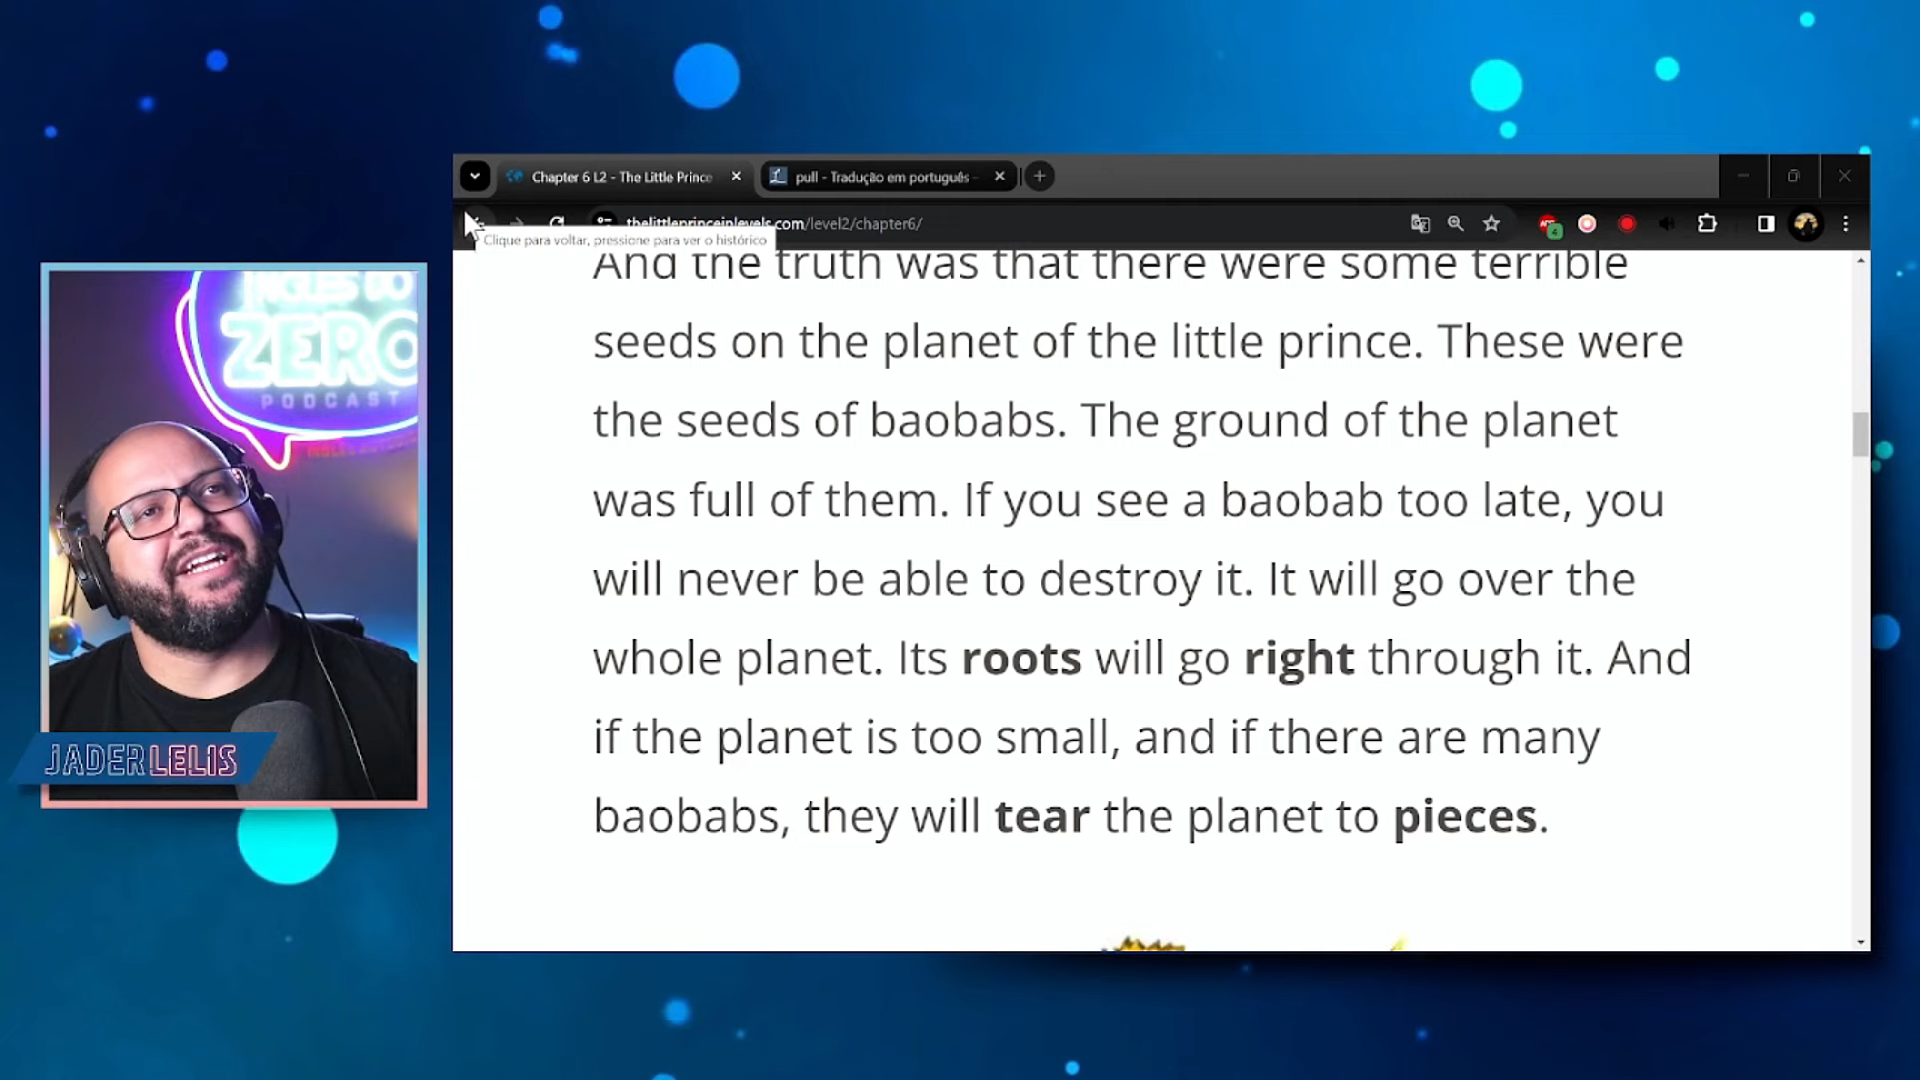 Chapter 6 L2 - The Little Prince
pull - Tradução em português -
thelittleprinceinlevels.com/level2/chapter6/
Clique para voltar, pressione para ver o histórico
And the truth was that there were some terrible
seeds on the planet of the little prince. These were
the seeds of baobabs. The ground of the planet
was full of them. If you see a baobab too late, you
will never be able to destroy it. It will go over the
whole planet. Its roots will go right through it. And
if the planet is too small, and if there are many
baobabs, they will tear the planet to pieces.
ZERO
PODCAST
JADERLELIS
4